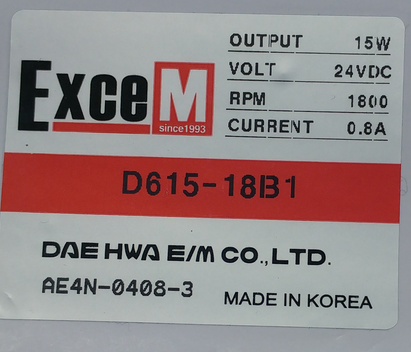 ExceM
since1993
OUTPUT 15W
VOLT 24VDC
RPM 1800
CURRENT 0.8A
D615-18B1
DAE HWA E/M CO.,LTD.
AE4N-0408-3
MADE IN KOREA